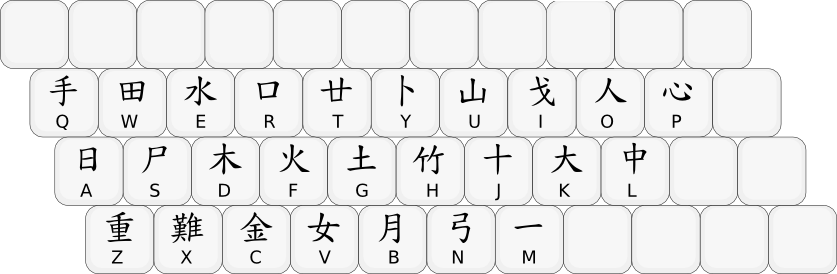 手 田 水 口 廿 卜 山 戈 人 心
Q W E R T Y U I O P
日 尸 木 火 土 竹 十 大 中
A S D F G H J K L
重 難 金 女 月 弓 一
Z X C V B N M